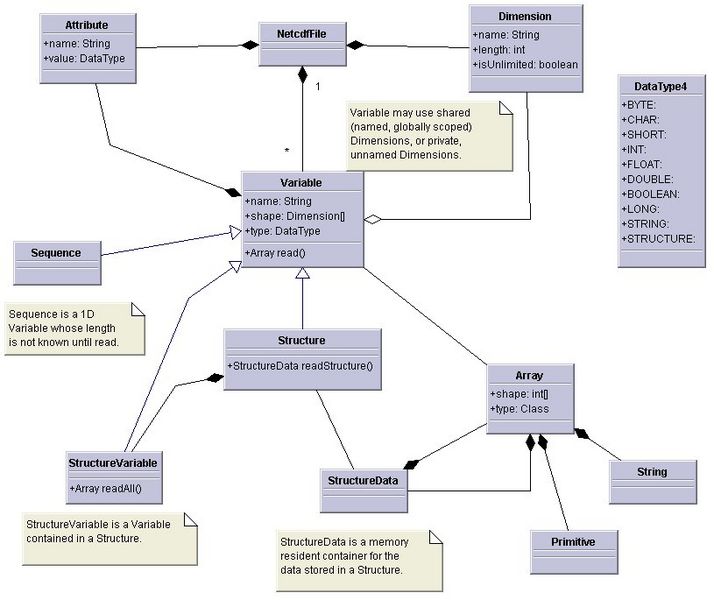 Attribute
+name: String
+value: DataType
NetcdfFile
Dimension
+name: String
+length: int
+isUnlimited: boolean
1
*
Variable may use shared
(named, globally scoped)
Dimensions, or private,
unnamed Dimensions.
DataType4
+BYTE:
+CHAR:
+SHORT:
+INT:
+FLOAT:
+DOUBLE:
+BOOLEAN:
+LONG:
+STRING:
+STRUCTURE:
Variable
+name: String
+shape: Dimension[]
+type: DataType
+Array read()
Sequence
Sequence is a 1D
Variable whose length
is not known until read.
Structure
+StructureData readStructure()
Array
+shape: int[]
+type: Class
StructureVariable
+Array readAll()
StructureData
String
Primitive
StructureVariable is a Variable
contained in a Structure.
StructureData is a memory
resident container for the
data stored in a Structure.